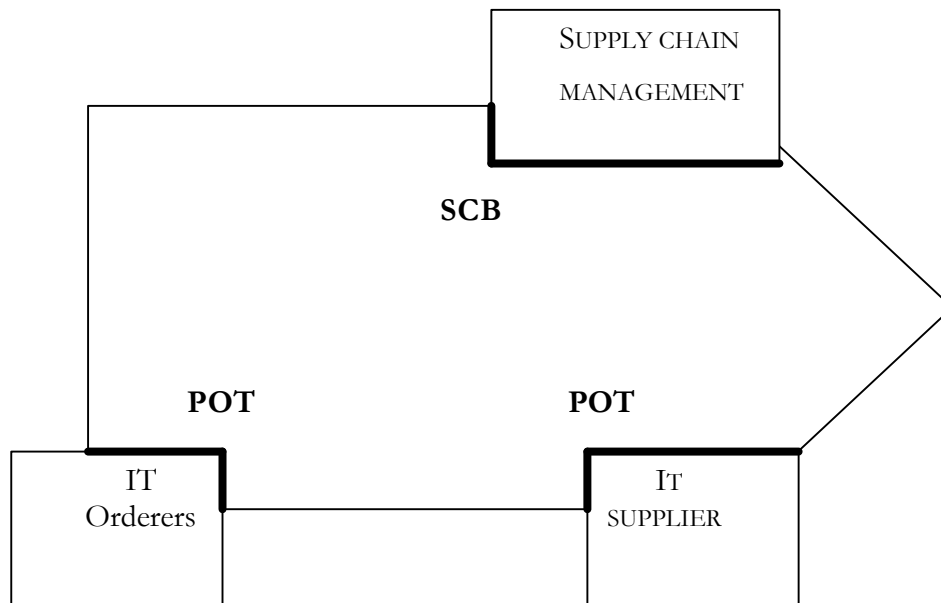 SUPPLY CHAIN
MANAGEMENT
SCB
POT
POT
IT
Orderers
IT
SUPPLIER